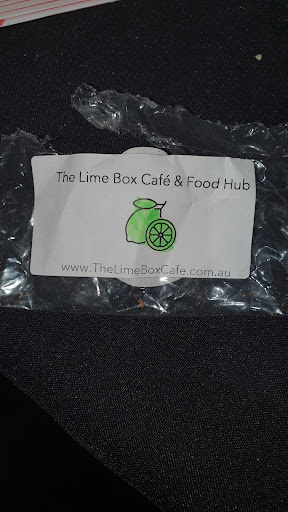 The Lime Box Café & Food Hub
www.TheLimeBoxCafe.com.au